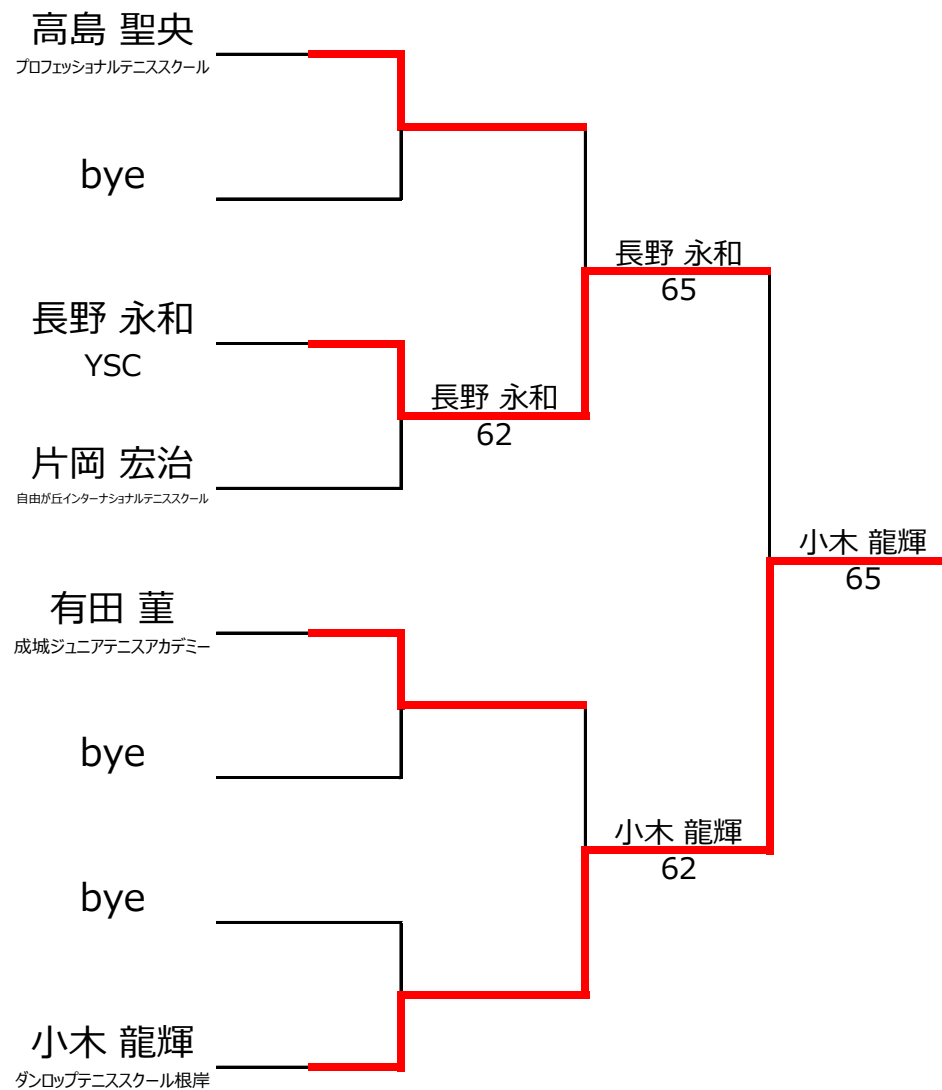 高島 聖央
プロフェッショナルテニススクール
bye
長野 永和
65
長野 永和
YSC
長野 永和
62
片岡 宏治
自由が丘インターナショナルテニススクール
小木 龍輝
65
有田 菫
成城ジュニアテニスアカデミー
bye
小木 龍輝
62
bye
小木 龍輝
ダンロップテニススクール根岸